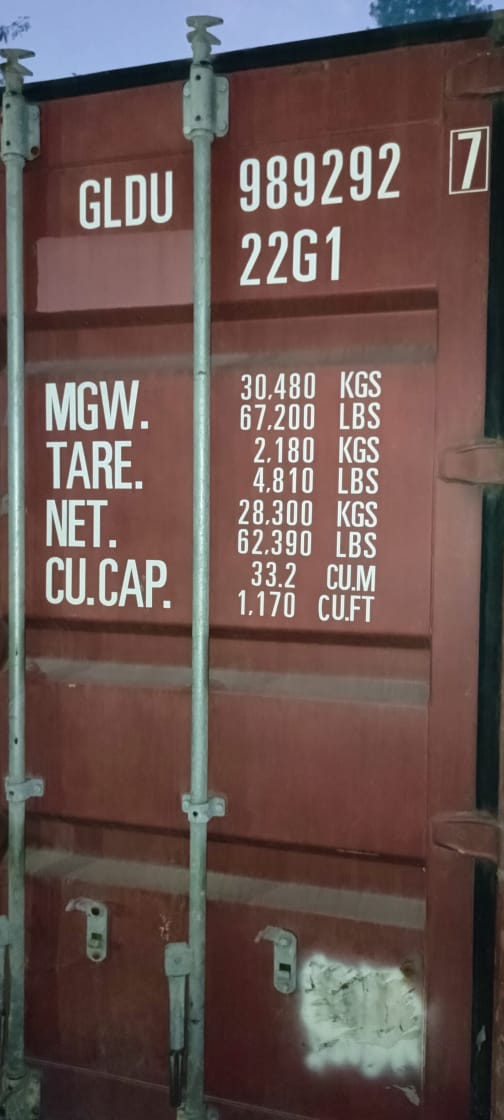 GLDU 989292 7
22G1
MGW. 30,480 KGS
67,200 LBS
TARE. 2,180 KGS
4,810 LBS
NET. 28,300 KGS
62,390 LBS
CU.CAP. 33.2 CU.M
1,170 CU.FT